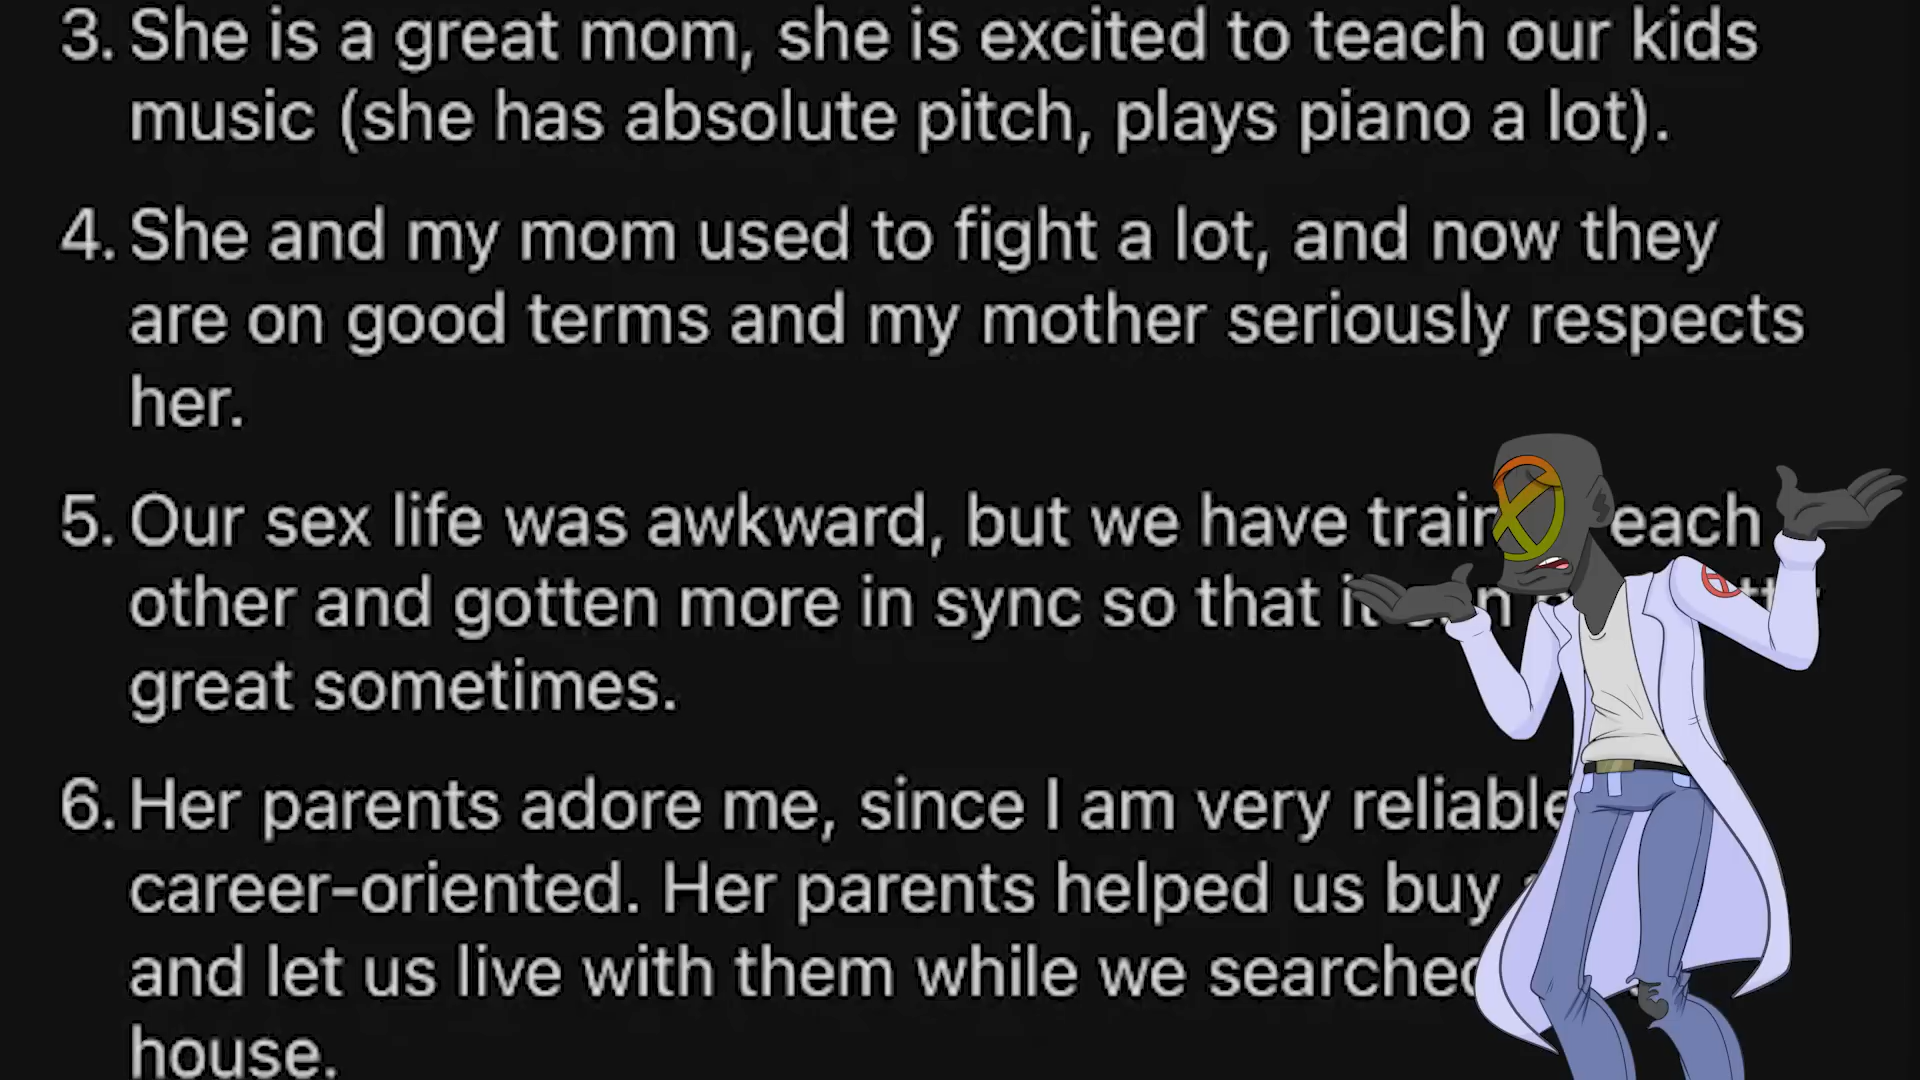 3. She is a great mom, she is excited to teach our kids
music (she has absolute pitch, plays piano a lot).
4. She and my mom used to fight a lot, and now they
are on good terms and my mother seriously respects
her.
5. Our sex life was awkward, but we have each
other and gotten more in sync so that
great sometimes.
6. Her parents adore me, since I am very reliable
career-oriented. Her parents helped us buy
and let us live with them while we searched
house.